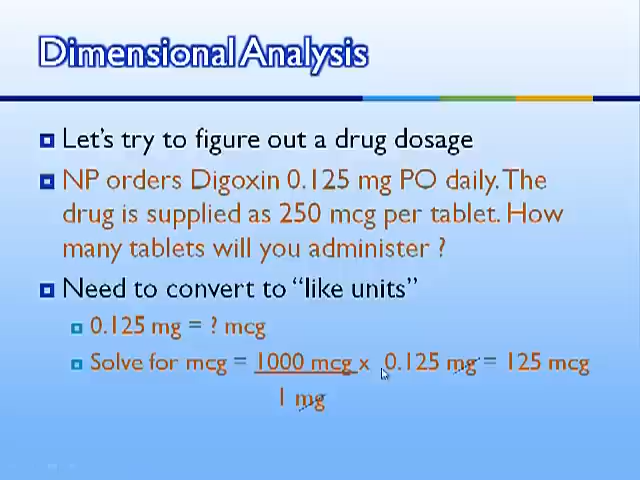 Dimensional Analysis
Let's try to figure out a drug dosage
NP orders Digoxin 0.125 mg PO daily. The
drug is supplied as 250 mcg per tablet. How
many tablets will you administer ?
Need to convert to “like units”
0.125 mg = ? mcg
Solve for mcg = 1000 mcg x 0.125 mg = 125 mcg
1 mg